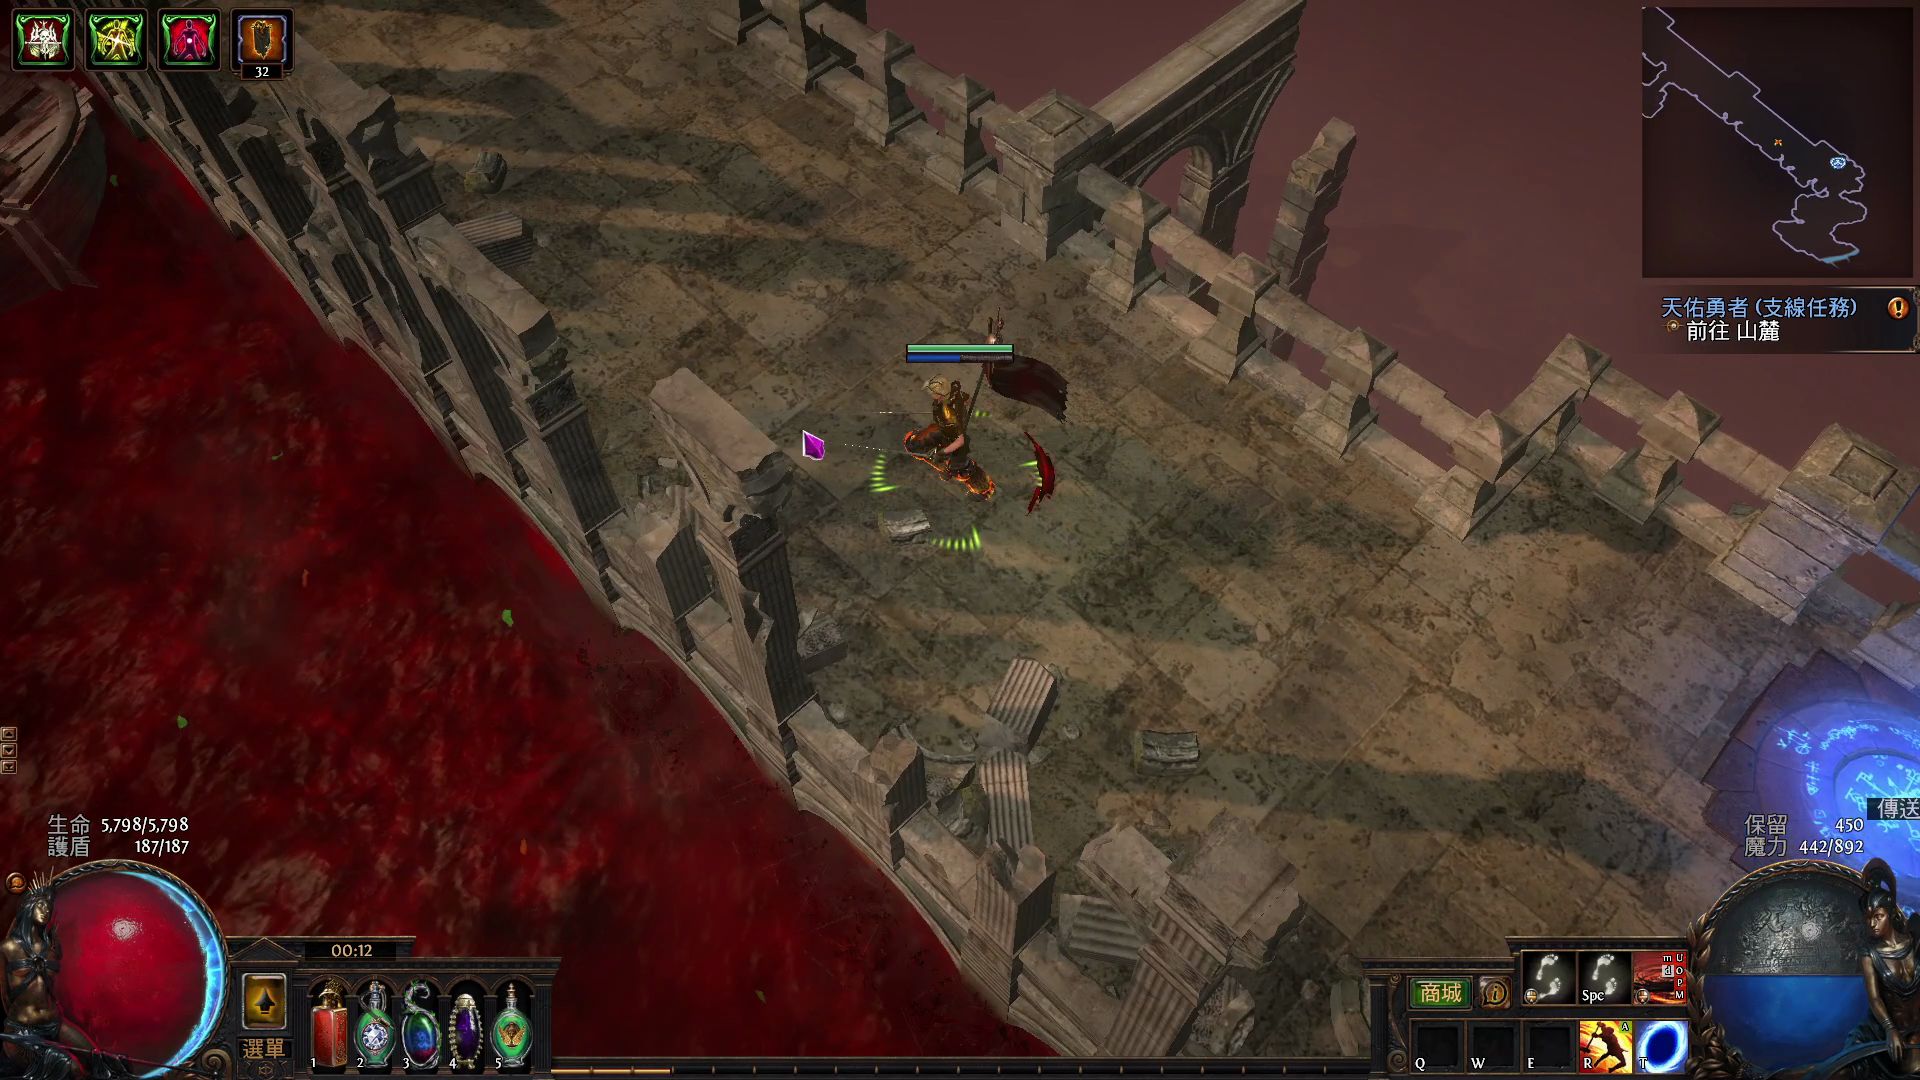 32
天佑勇者 (支線任務)
前往 山麓
生命 5,798/5,798
護盾 187/187
傳送
保留 450
魔力 442/892
00:12
選單
1
2
3
4
5
商城
Spc
Q
W
E
R
A
T